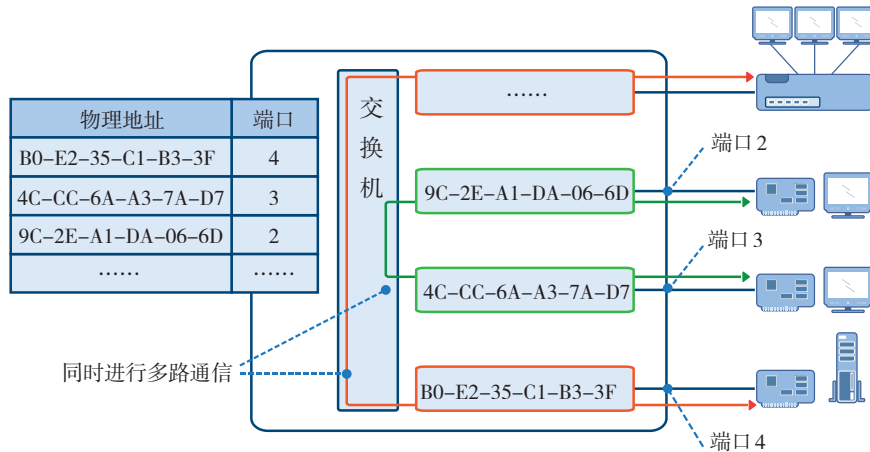 物理地址 端口
B0-E2-35-C1-B3-3F 4
4C-CC-6A-A3-7A-D7 3
9C-2E-A1-DA-06-6D 2
…… ……
交换机
……
9C-2E-A1-DA-06-6D
4C-CC-6A-A3-7A-D7
B0-E2-35-C1-B3-3F
端口2
端口3
端口4
同时进行多路通信